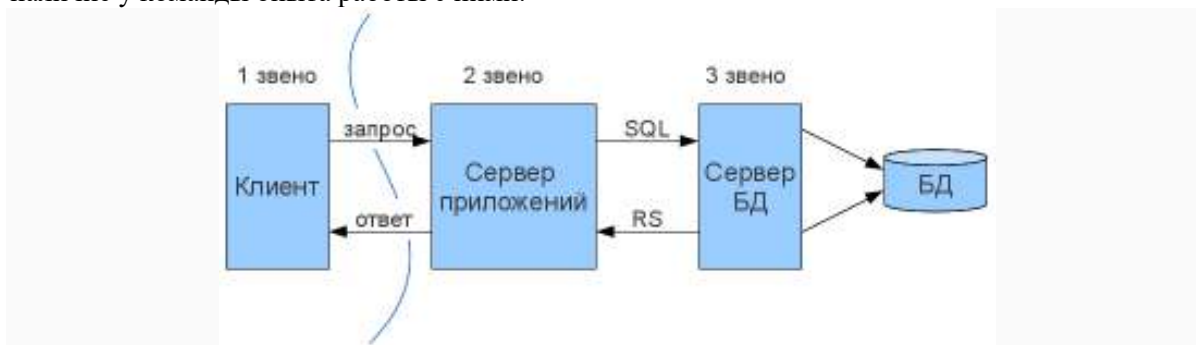 1 звено
2 звено
3 звено
запрос
SQL
Клиент
Сервер
приложений
Сервер
БД
БД
ответ
RS